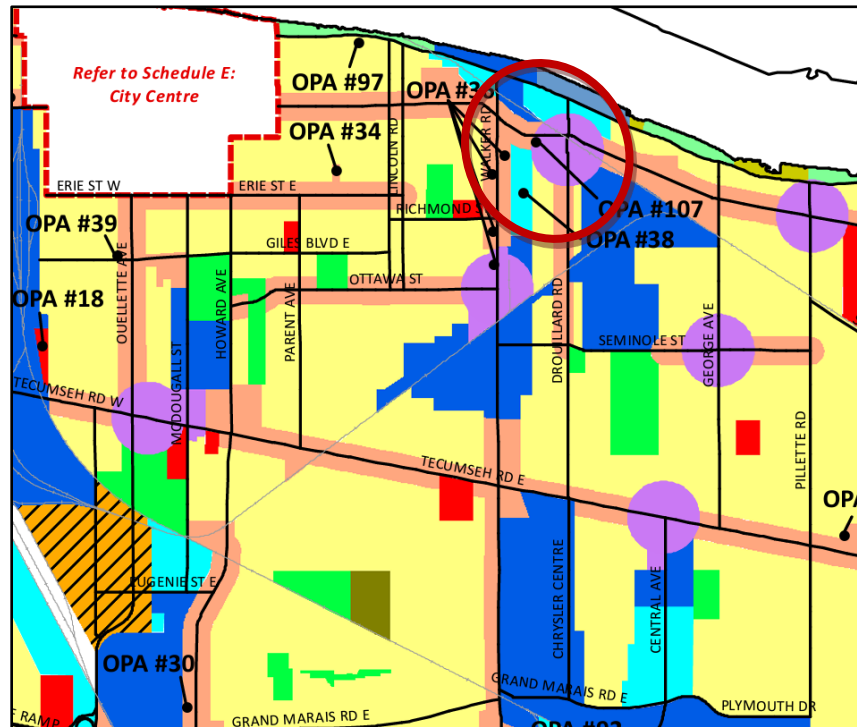 Refer to Schedule E:
City Centre
OPA #97
OPA #34
LINCOLN RD
WALKER RD
ERIE ST W
ERIE ST E
OPA #39
RICHMOND S
OPA #107
OPA #38
GILES BLVD E
OUELLETTE AVE
OTTAWA ST
OPA #18
HOWARD AVE
PARENT AVE
DROUILLARD RD
SEMINOLE ST
GEORGE AVE
TECUMSEH RD W
MCDOUGALL ST
PILLETTE RD
TECUMSEH RD E
OPA
EUGENIE ST E
CHRYSLER CENTRE
CENTRAL AVE
OPA #30
GRAND MARAIS RD E
PLYMOUTH DR
E RAMP
GRAND MARAIS RD E